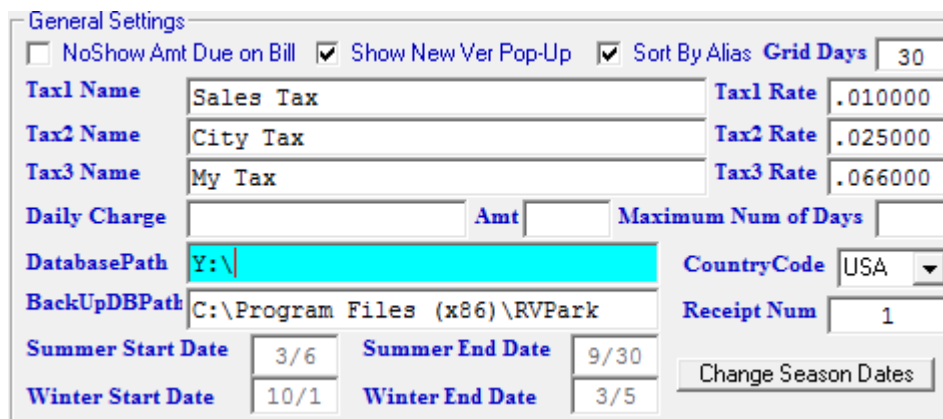 General Settings
NoShow Amt Due on Bill Show New Ver Pop-Up Sort By Alias Grid Days 30
Tax1 Name Sales Tax Tax1 Rate .010000
Tax2 Name City Tax Tax2 Rate .025000
Tax3 Name My Tax Tax3 Rate .066000
Daily Charge Amt Maximum Num of Days
DatabasePath Y:\ CountryCode USA
BackUpDBPath C:\Program Files (x86)\RVPark Receipt Num 1
Summer Start Date 3/6 Summer End Date 9/30
Change Season Dates
Winter Start Date 10/1 Winter End Date 3/5